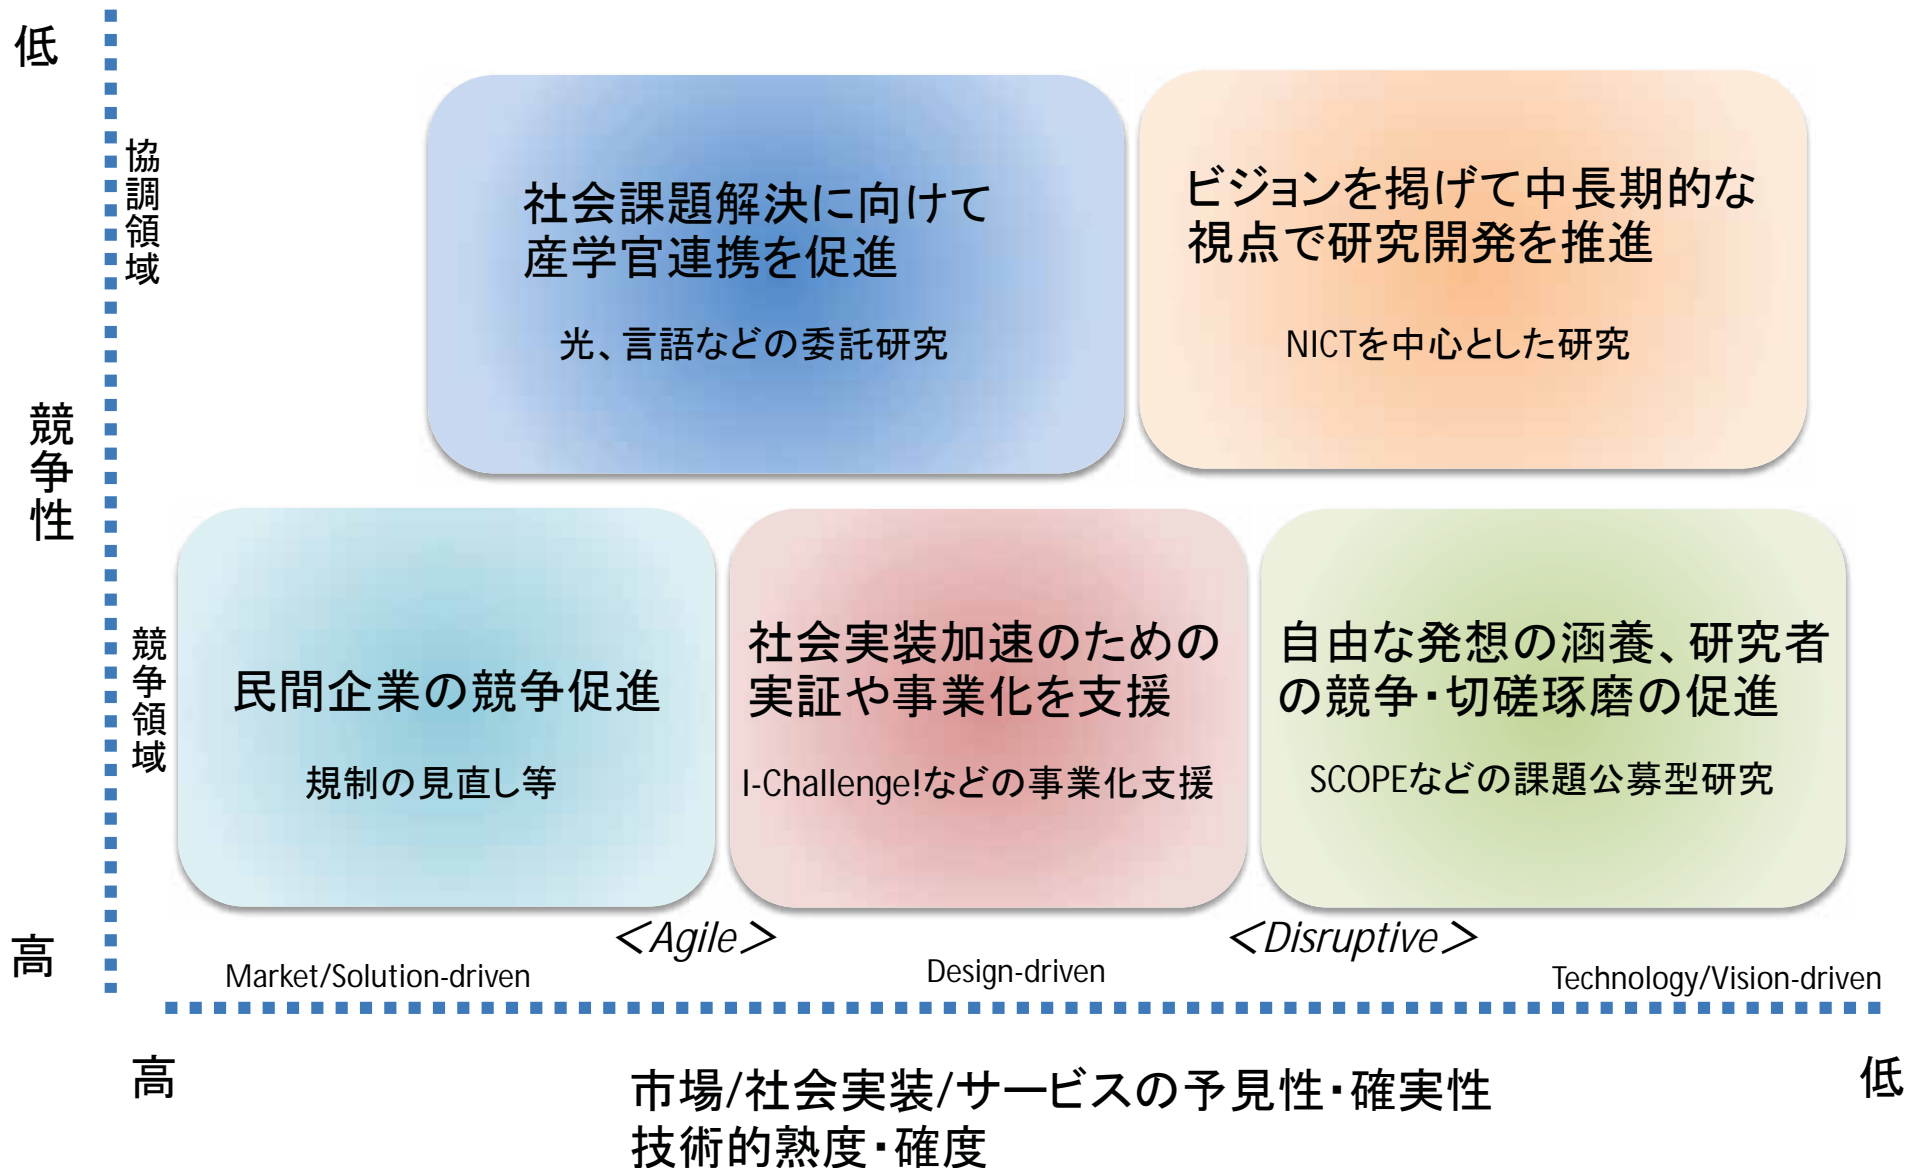 低
協調領域
競争性
競争領域
高
社会課題解決に向けて
産学官連携を促進
光、言語などの委託研究
ビジョンを掲げて中長期的な
視点で研究開発を推進
NICTを中心とした研究
民間企業の競争促進
規制の見直し等
社会実装加速のための
実証や事業化を支援
I-Challenge!などの事業化支援
自由な発想の涵養、研究者
の競争・切磋琢磨の促進
SCOPEなどの課題公募型研究
＜Agile＞
＜Disruptive＞
Market/Solution-driven
Design-driven
Technology/Vision-driven
高
市場/社会実装/サービスの予見性・確実性
技術的熟度・確度
低